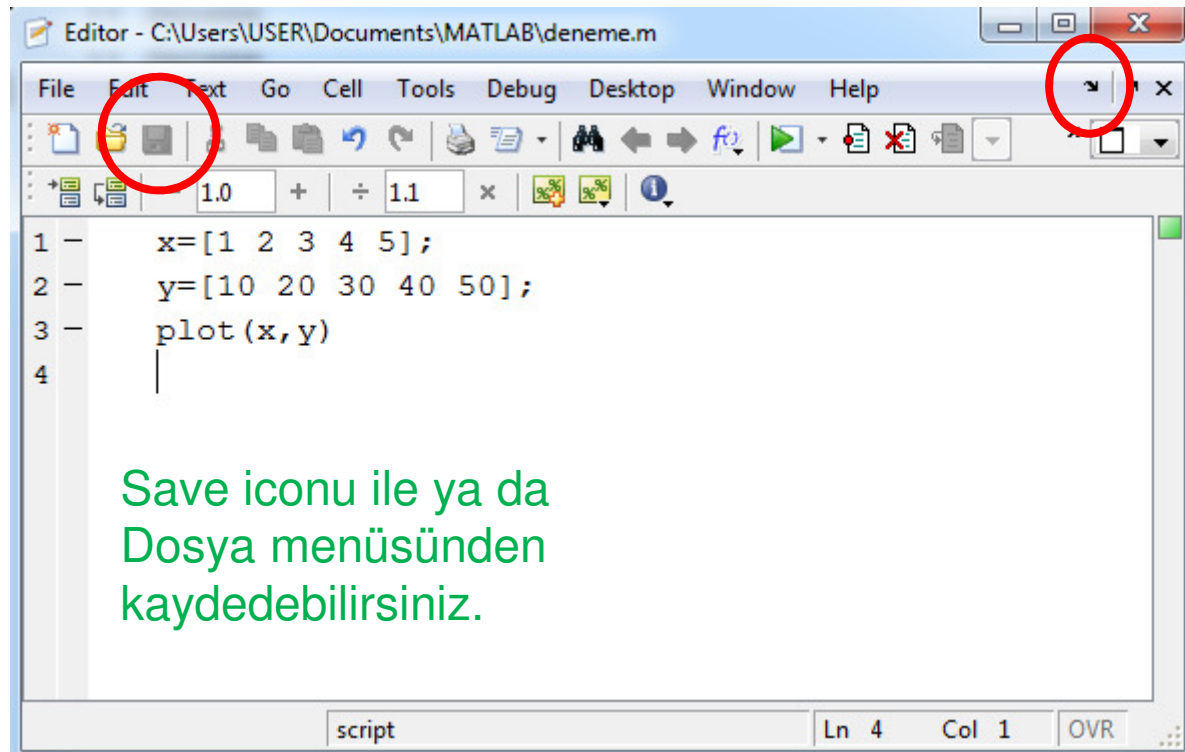 Editor - C:\Users\USER\Documents\MATLAB\deneme.m
File Edit Text Go Cell Tools Debug Desktop Window Help
1.0 + ÷ 1.1 ×
1 x=[1 2 3 4 5];
2 y=[10 20 30 40 50];
3 plot(x,y)
4
Save iconu ile ya da
Dosya menüsünden
kaydedebilirsiniz.
script Ln 4 Col 1 OVR